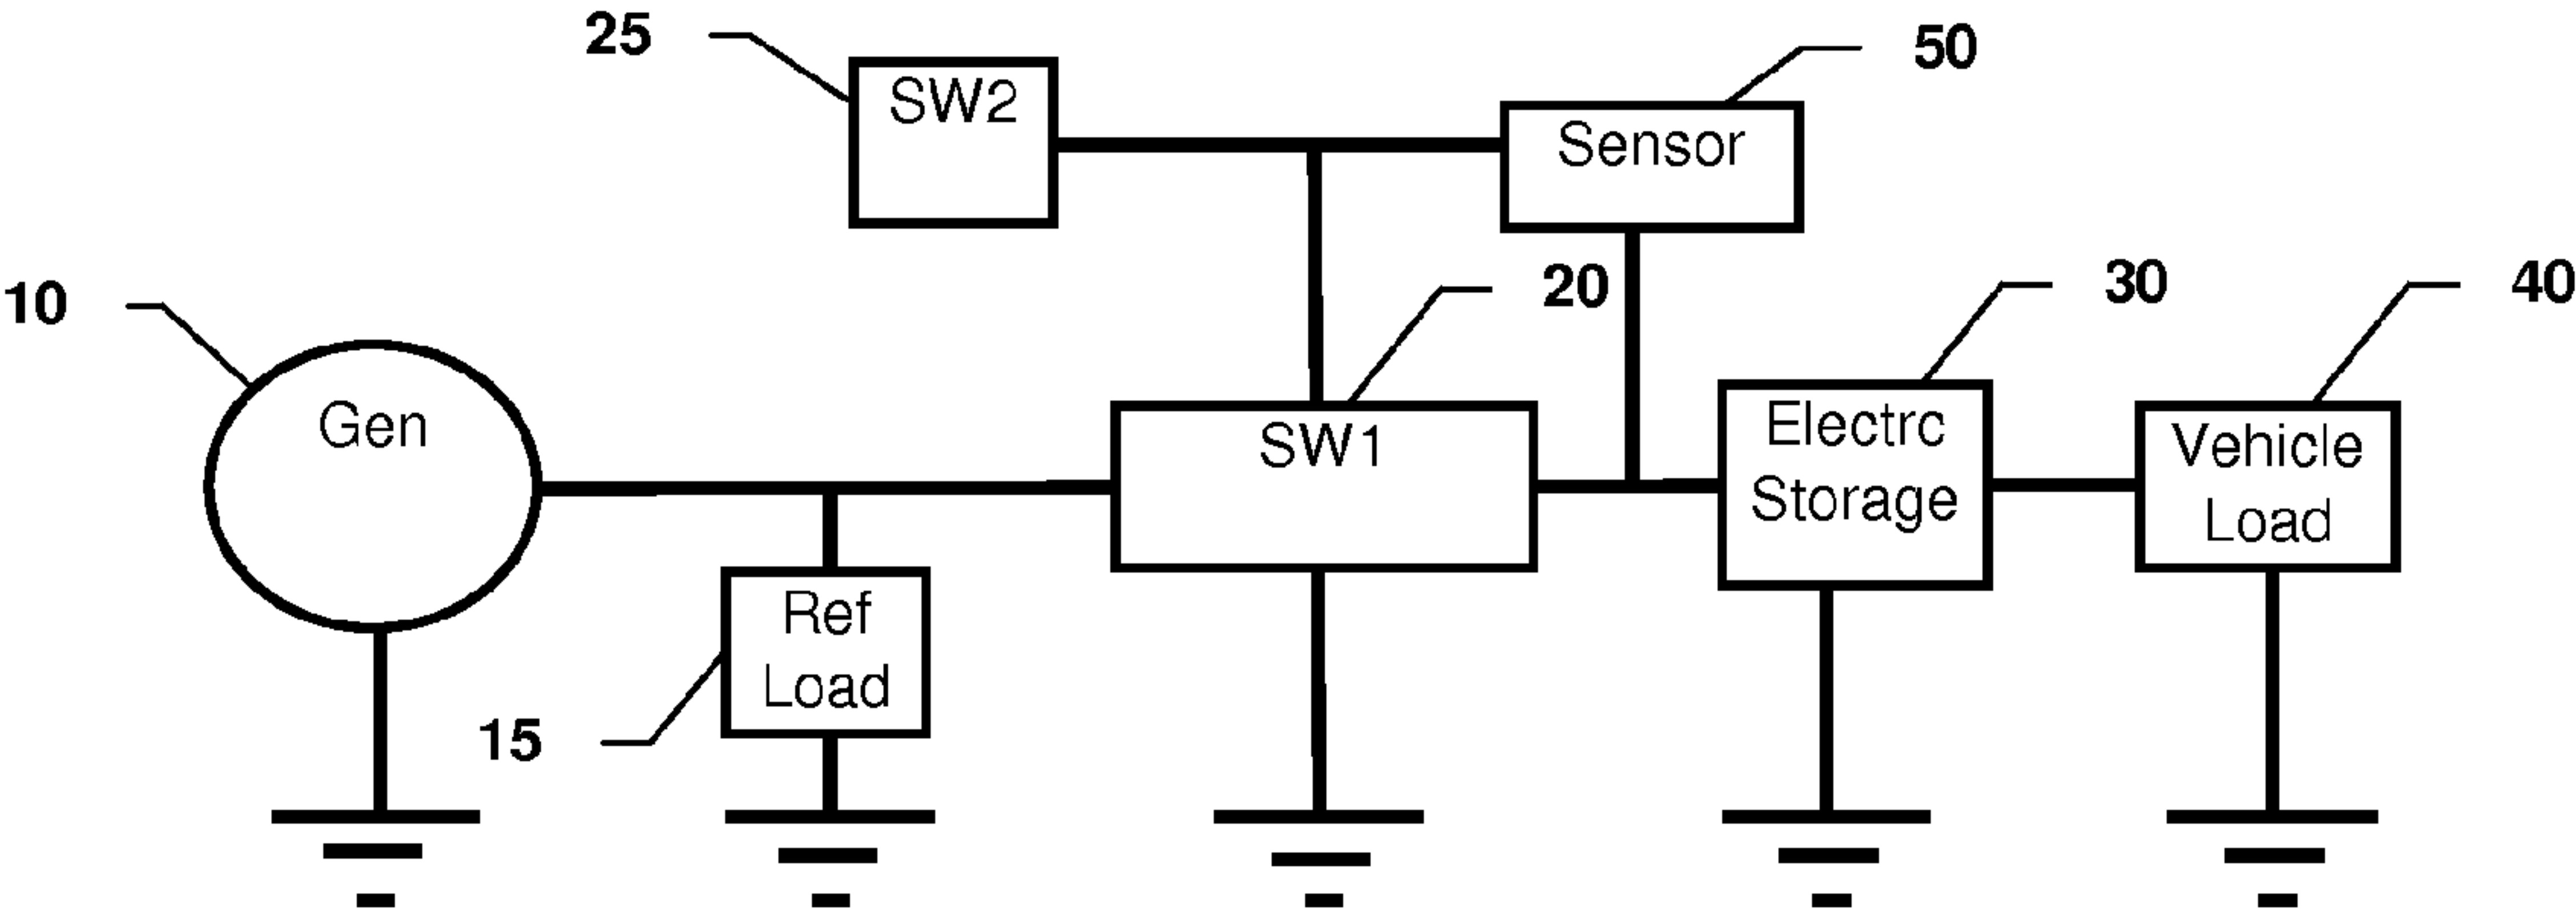 25
SW2
50
Sensor
10
Gen
20
SW1
30
Electrc
Storage
40
Vehicle
Load
15
Ref
Load